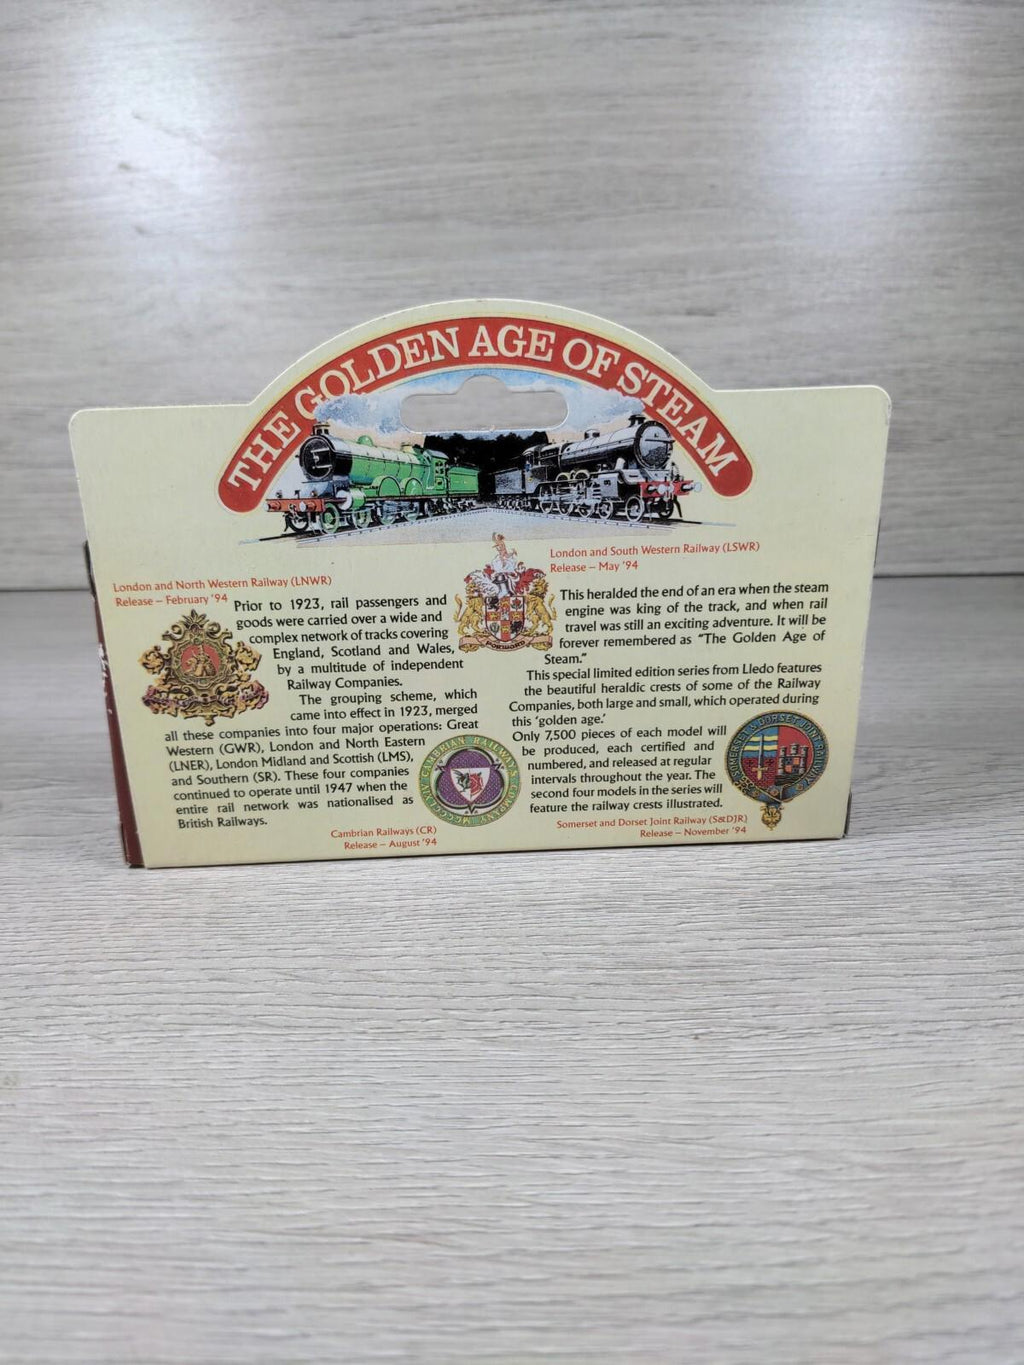 THE GOLDEN AGE OF STEAM
London and North Western Railway (LNWR)
Release – February '94
Prior to 1923, rail passengers and
goods were carried over a wide and
complex network of tracks covering
England, Scotland and Wales,
by a multitude of independent
Railway Companies.
The grouping scheme, which
came into effect in 1923, merged
all these companies into four major operations: Great
Western (GWR), London and North Eastern
(LNER), London Midland and Scottish (LMS),
and Southern (SR). These four companies
continued to operate until 1947 when the
entire rail network was nationalised as
British Railways.
CAMBRIAN RAILWAYS COMPANY
Cambrian Railways (CR)
Release – August '94
London and South Western Railway (LSWR)
Release – May '94
FORWARD
This heralded the end of an era when the steam
engine was king of the track, and when rail
travel was still an exciting adventure. It will be
forever remembered as "The Golden Age of
Steam."
This special limited edition series from Lledo features
the beautiful heraldic crests of some of the Railway
Companies, both large and small, which operated during
this 'golden age.'
Only 7,500 pieces of each model will
be produced, each certified and
numbered, and released at regular
intervals throughout the year. The
second four models in the series will
feature the railway crests illustrated.
SOMERSET & DORSET JOINT RAILWAY
Somerset and Dorset Joint Railway (S&DJR)
Release – November '94